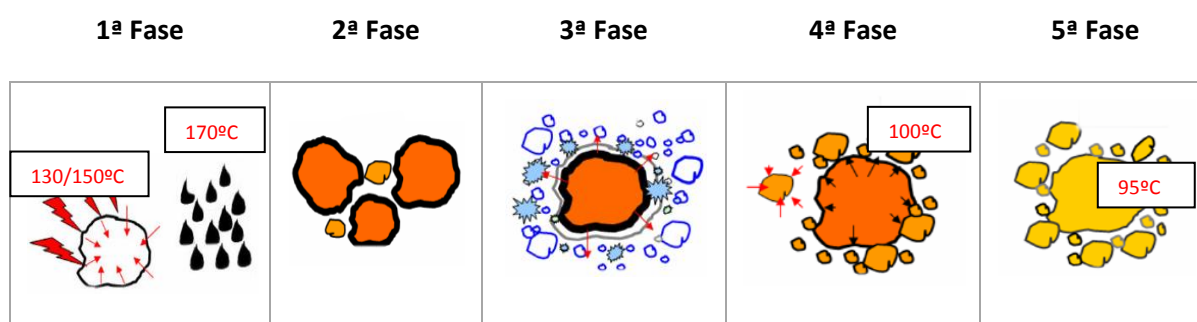 1ª Fase
2ª Fase
3ª Fase
4ª Fase
5ª Fase
170ºC
130/150ºC
100ºC
95ºC